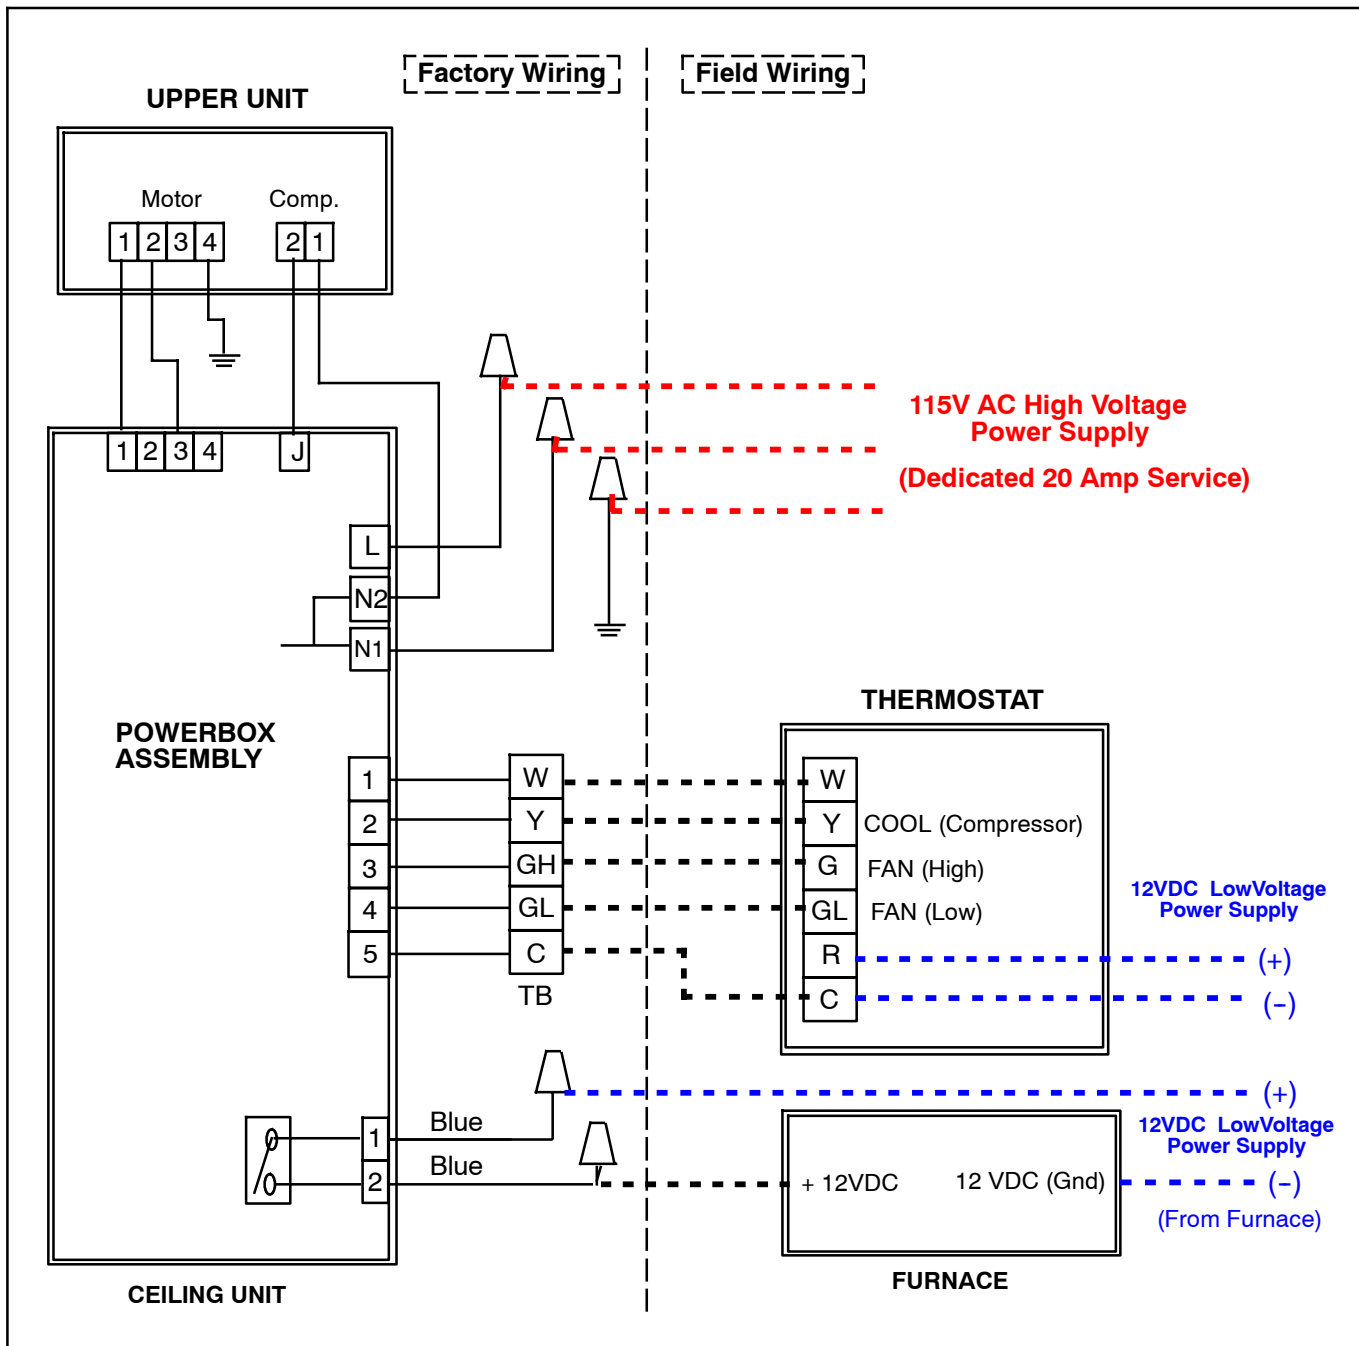 Factory Wiring
Field Wiring
UPPER UNIT
Motor
Comp.
1 2 3 4
2 1
115V AC High Voltage
Power Supply
(Dedicated 20 Amp Service)
1 2 3 4
J
L
N2
N1
POWERBOX
ASSEMBLY
THERMOSTAT
1
2
3
4
5
W
Y
GH
GL
C
TB
W
Y COOL (Compressor)
G FAN (High)
GL FAN (Low)
R
C
12VDC LowVoltage
Power Supply
(+)
(-)
(+)
12VDC LowVoltage
Power Supply
(-)
(From Furnace)
Blue
Blue
1
2
+ 12VDC
12 VDC (Gnd)
FURNACE
CEILING UNIT